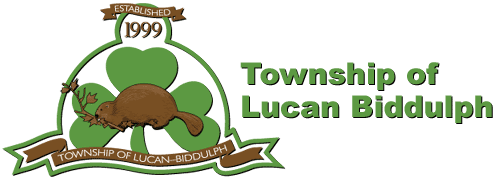 ESTABLISHED
1999
TOWNSHIP OF LUCAN-BIDDULPH
Township of
Lucan Biddulph